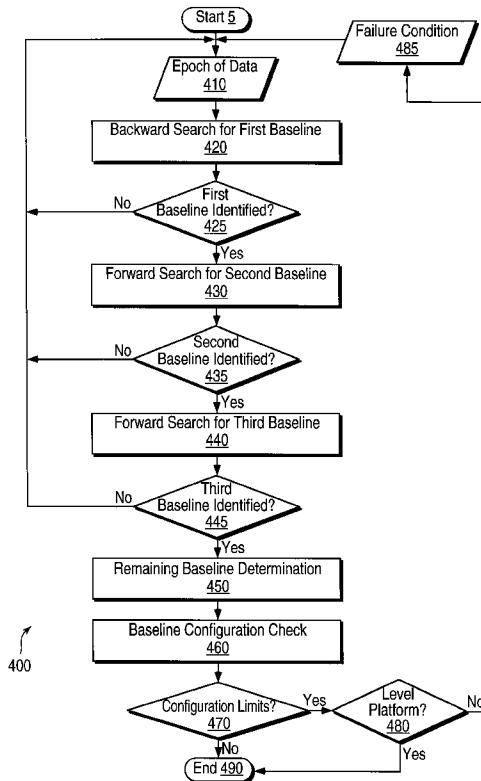 Start 5
Failure Condition
485
Epoch of Data
410
Backward Search for First Baseline
420
First
Baseline Identified?
425
No
Yes
Forward Search for Second Baseline
430
Second
Baseline Identified?
435
No
Yes
Forward Search for Third Baseline
440
Third
Baseline Identified?
445
No
Yes
Remaining Baseline Determination
450
Baseline Configuration Check
460
400
Configuration Limits?
470
Yes
Level
Platform?
480
No
No
Yes
End 490